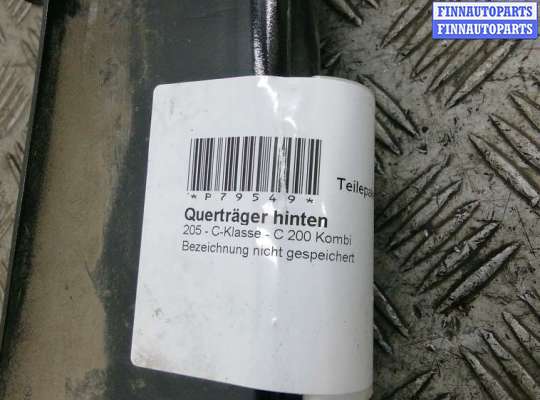 FINNAUTOPARTS
FINNAUTOPARTS
*P79549*
Querträger hinten
205 - C-Klasse - C 200 Kombi
Bezeichnung nicht gespeichert